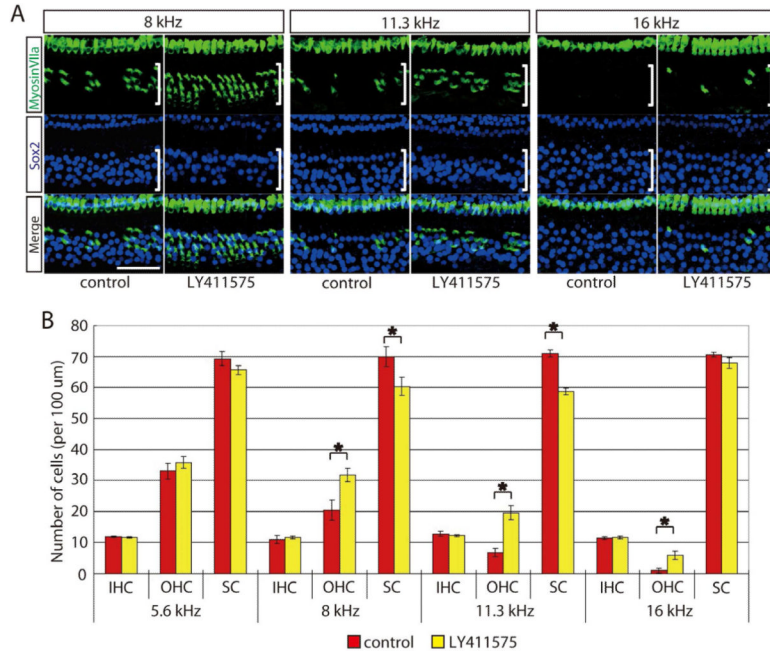 A
8 kHz 11.3 kHz 16 kHz
MyosinVIIa
Sox2
Merge
control LY411575 control LY411575 control LY411575
B
Number of cells (per 100 um)
80
70
60
50
40
30
20
10
0
* * * * *
IHC OHC SC IHC OHC SC IHC OHC SC IHC OHC SC
5.6 kHz 8 kHz 11.3 kHz 16 kHz
control LY411575